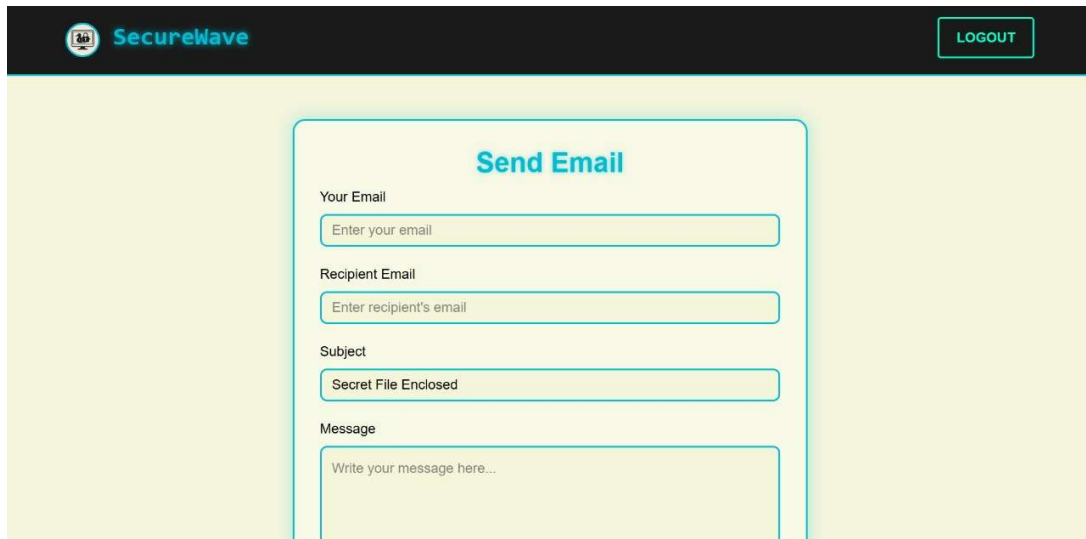 SecureWave
LOGOUT
Send Email
Your Email
Enter your email
Recipient Email
Enter recipient's email
Subject
Secret File Enclosed
Message
Write your message here...